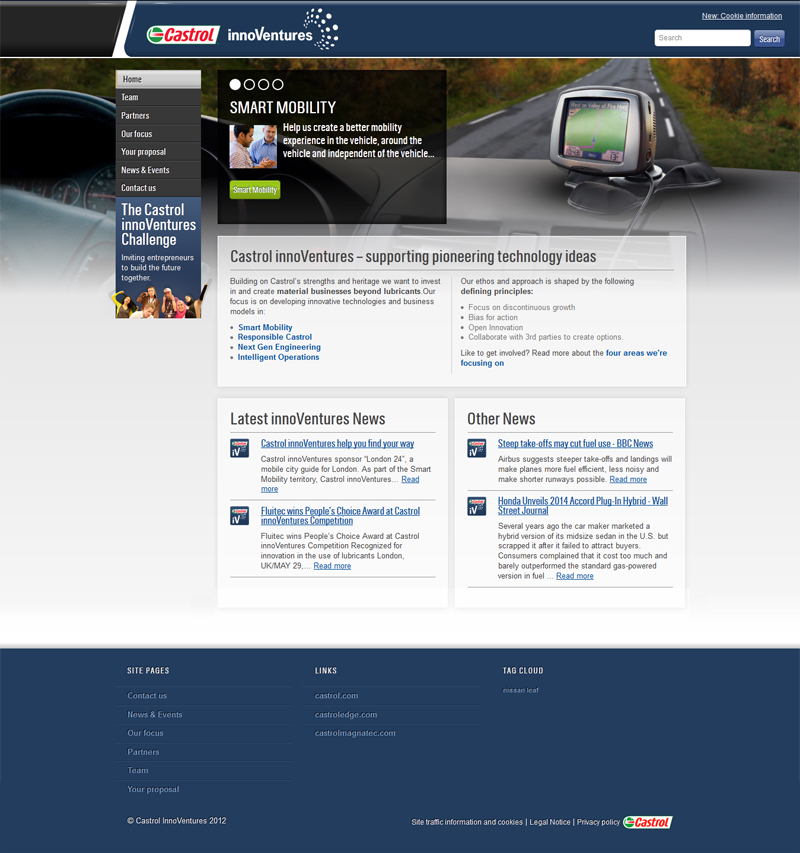 New: Cookie information
Castrol innoVentures
Search
Search
Home
Team
Partners
Our focus
Your proposal
News & Events
Contact us
The Castrol
innoVentures
Challenge
Inviting entrepreneurs
to build the future
together.
SMART MOBILITY
Help us create a better mobility
experience in the vehicle, around the
vehicle and independent of the vehicle...
Smart Mobility
Castrol innoVentures – supporting pioneering technology ideas
Building on Castrol's strengths and heritage we want to invest
in and create material businesses beyond lubricants.Our
focus is on developing innovative technologies and business
models in:
Smart Mobility
Responsible Castrol
Next Gen Engineering
Intelligent Operations
Our ethos and approach is shaped by the following
defining principles:
Focus on discontinuous growth
Bias for action
Open Innovation
Collaborate with 3rd parties to create options.
Like to get involved? Read more about the four areas we're
focusing on
Latest innoVentures News
Castrol innoVentures help you find your way
Castrol innoVentures sponsor “London 24”, a
mobile city guide for London. As part of the Smart
Mobility territory, Castrol innoVentures… Read
more
Fluitec wins People's Choice Award at Castrol
innoVentures Competition
Fluitec wins People's Choice Award at Castrol
innoVentures Competition Recognized for
innovation in the use of lubricants London,
UK/MAY 29,… Read more
Other News
Steep take-offs may cut fuel use - BBC News
Airbus suggests steeper take-offs and landings will
make planes more fuel efficient, less noisy and
make shorter runways possible. Read more
Honda Unveils 2014 Accord Plug-In Hybrid - Wall
Street Journal
Several years ago the car maker marketed a
hybrid version of its midsize sedan in the U.S. but
scrapped it after it failed to attract buyers.
Consumers complained that it cost too much and
barely outperformed the standard gas-powered
version in fuel ... Read more
SITE PAGES
Contact us
News & Events
Our focus
Partners
Team
Your proposal
LINKS
castrol.com
castroledge.com
castrolmagnatec.com
TAG CLOUD
nissan leaf
© Castrol InnoVentures 2012
Site traffic information and cookies | Legal Notice | Privacy policy Castrol